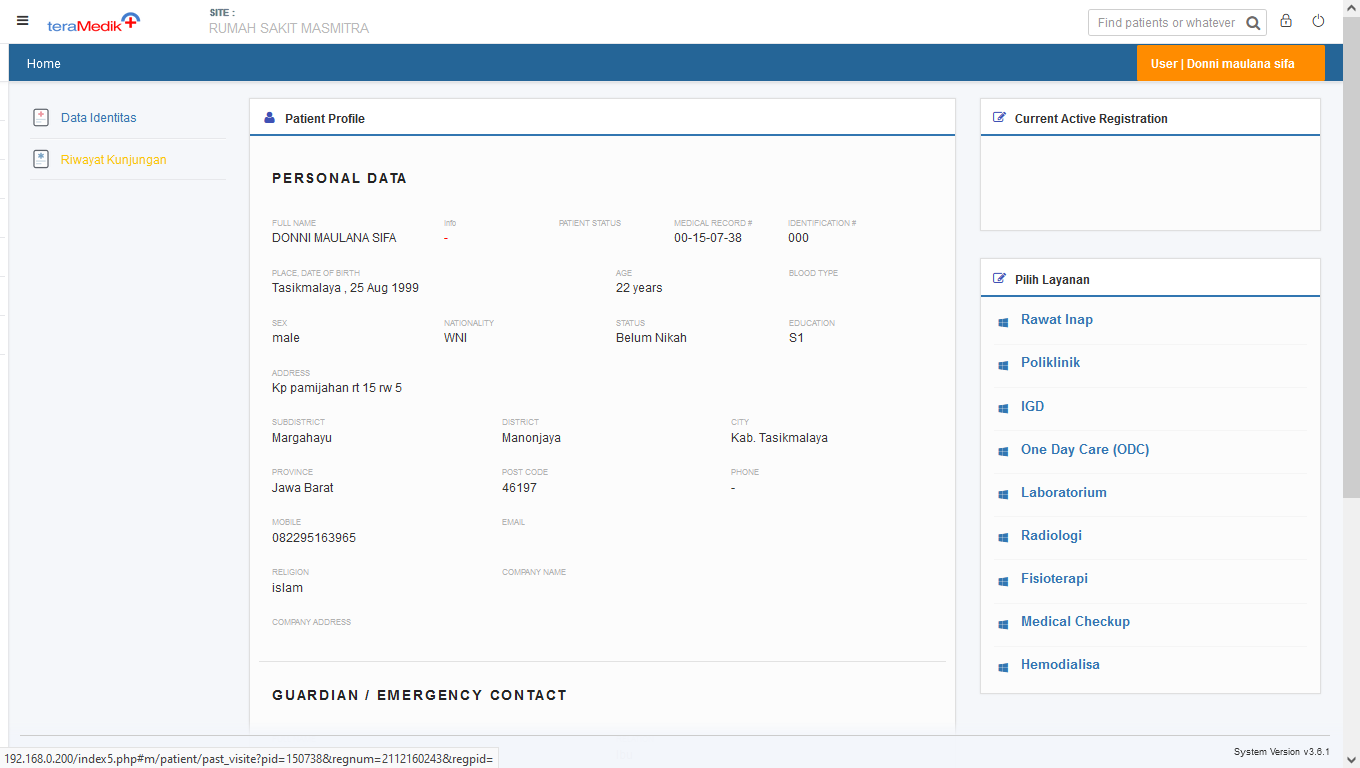 teraMedik
SITE :
RUMAH SAKIT MASMITRA
Find patients or whatever
Home
User | Donni maulana sifa
Data Identitas
Riwayat Kunjungan
Patient Profile
PERSONAL DATA
FULL NAME Info PATIENT STATUS MEDICAL RECORD # IDENTIFICATION #
DONNI MAULANA SIFA - 00-15-07-38 000
PLACE, DATE OF BIRTH AGE BLOOD TYPE
Tasikmalaya , 25 Aug 1999 22 years
SEX NATIONALITY STATUS EDUCATION
male WNI Belum Nikah S1
ADDRESS
Kp pamijahan rt 15 rw 5
SUBDISTRICT DISTRICT CITY
Margahayu Manonjaya Kab. Tasikmalaya
PROVINCE POST CODE PHONE
Jawa Barat 46197 -
MOBILE EMAIL
082295163965
RELIGION COMPANY NAME
islam
COMPANY ADDRESS
GUARDIAN / EMERGENCY CONTACT
Current Active Registration
Pilih Layanan
Rawat Inap
Poliklinik
IGD
One Day Care (ODC)
Laboratorium
Radiologi
Fisioterapi
Medical Checkup
Hemodialisa
System Version v3.6.1
192.168.0.200/index5.php#m/patient/past_visite?pid=150738&regnum=2112160243&regpid=